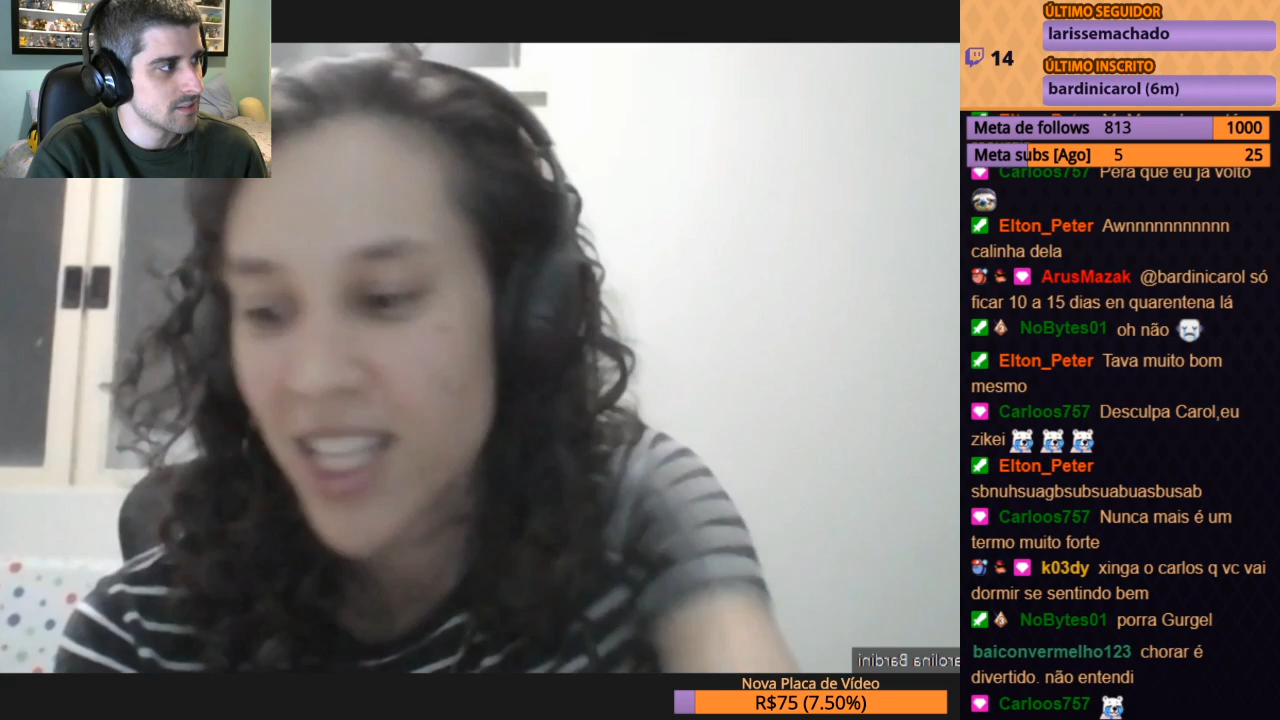 ÚLTIMO SEGUIDOR
larissemachado
14
ÚLTIMO INSCRITO
bardinicarol (6m)
Meta de follows 813 1000
Meta subs [Ago] 5 25
Carloos757 Pera que eu já volto
Elton_Peter Awnnnnnnnnnnn
calinha dela
ArusMazak @bardinicarol só
ficar 10 a 15 dias en quarentena lá
NoBytes01 oh não
Elton_Peter Tava muito bom
mesmo
Carloos757 Desculpa Carol,eu
zikei
Elton_Peter
sbnuhsuagbsubsuabuasbusab
Carloos757 Nunca mais é um
termo muito forte
k03dy xinga o carlos q vc vai
dormir se sentindo bem
NoBytes01 porra Gurgel
baiconvermelho123 chorar é
divertido. não entendi
Carloos757
arolina Bardini
Nova Placa de Vídeo
R$75 (7.50%)